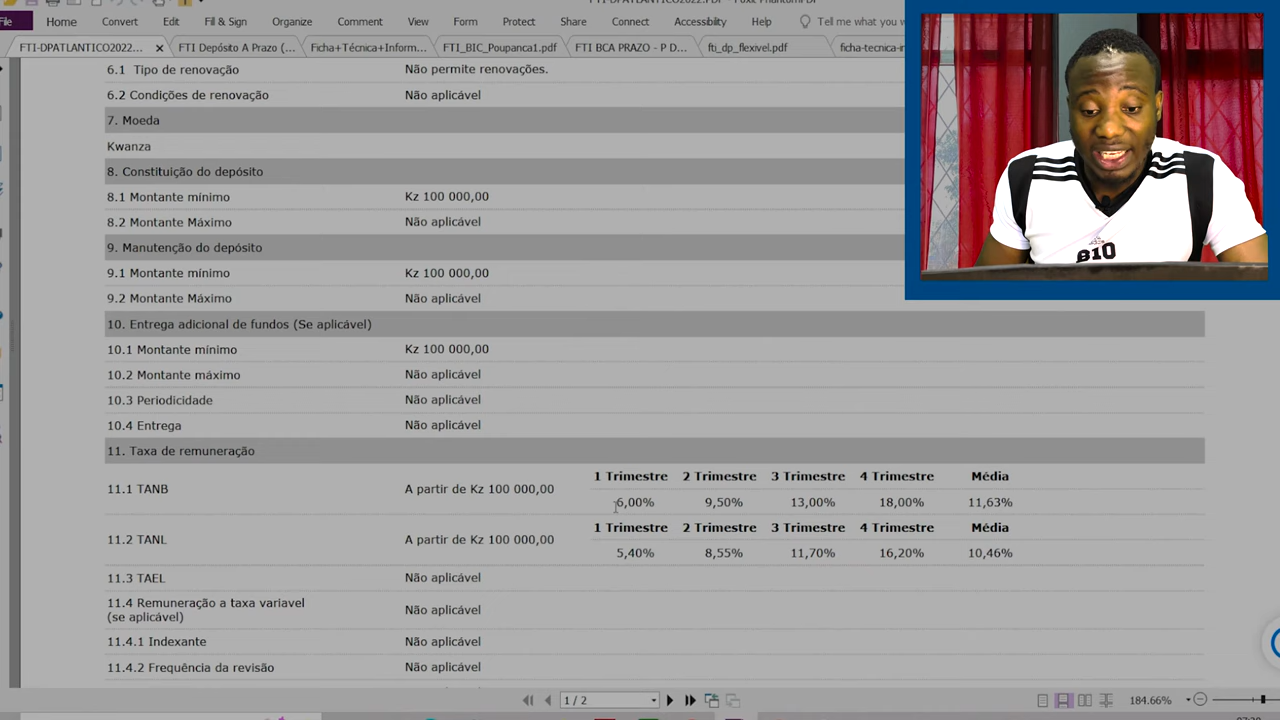 Home Convert Edit Fill & Sign Organize Comment View Form Protect Share Connect Accessibility Help Tell me what you
FTI-DPATLANTICO2022... FTI Depósito A Prazo (... Ficha+Técnica+Inform... FTI_BIC_Poupanca1.pdf FTI BCA PRAZO - P D... fti_dp_flexivel.pdf ficha-tecnica-in
6.1 Tipo de renovação Não permite renovações.
6.2 Condições de renovação Não aplicável
7. Moeda
Kwanza
8. Constituição do depósito
8.1 Montante mínimo Kz 100 000,00
8.2 Montante Máximo Não aplicável
9. Manutenção do depósito
9.1 Montante mínimo Kz 100 000,00
9.2 Montante Máximo Não aplicável
10. Entrega adicional de fundos (Se aplicável)
10.1 Montante mínimo Kz 100 000,00
10.2 Montante máximo Não aplicável
10.3 Periodicidade Não aplicável
10.4 Entrega Não aplicável
11. Taxa de remuneração
1 Trimestre 2 Trimestre 3 Trimestre 4 Trimestre Média
11.1 TANB A partir de Kz 100 000,00
6,00% 9,50% 13,00% 18,00% 11,63%
1 Trimestre 2 Trimestre 3 Trimestre 4 Trimestre Média
11.2 TANL A partir de Kz 100 000,00
5,40% 8,55% 11,70% 16,20% 10,46%
11.3 TAEL Não aplicável
11.4 Remuneração a taxa variavel
(se aplicável) Não aplicável
11.4.1 Indexante Não aplicável
11.4.2 Frequência da revisão Não aplicável
1 / 2 184.66%
810